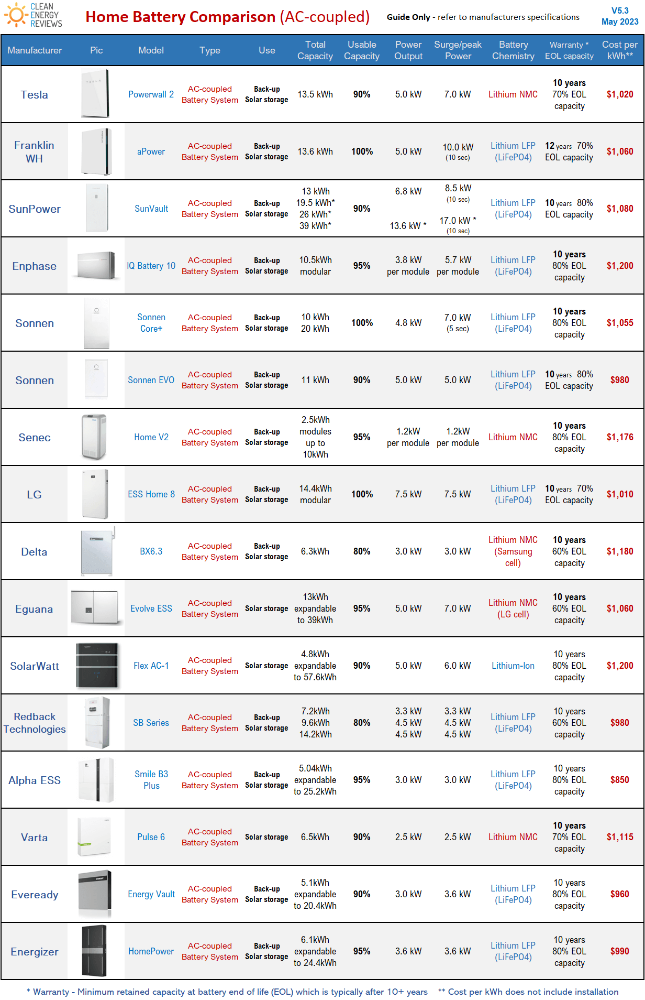 CLEAN
ENERGY
REVIEWS
Home Battery Comparison (AC-coupled)
Guide Only - refer to manufacturers specifications
V5.3
May 2023
Manufacturer Pic Model Type Use Total Capacity Usable Capacity Power Output Surge/peak Power Battery Chemistry Warranty * EOL capacity Cost per kWh**
Tesla
TESLA
Powerwall 2
AC-coupled
Battery System
Back-up
Solar storage
13.5 kWh
90%
5.0 kW
7.0 kW
Lithium NMC
10 years
70% EOL
capacity
$1,020
Franklin
WH
aPower
AC-coupled
Battery System
Back-up
Solar storage
13.6 kWh
100%
5.0 kW
10.0 kW
(10 sec)
Lithium LFP
(LiFePO4)
12 years 70%
EOL capacity
$1,060
SunPower
SunVault
AC-coupled
Battery System
Back-up
Solar storage
13 kWh
19.5 kWh*
26 kWh*
39 kWh*
90%
6.8 kW
13.6 kW *
8.5 kW
(10 sec)
17.0 kW *
(10 sec)
Lithium LFP
(LiFePO4)
10 years 80%
EOL capacity
$1,080
Enphase
IQ Battery 10
AC-coupled
Battery System
Back-up
Solar storage
10.5kWh
modular
95%
3.8 kW
per module
5.7 kW
per module
Lithium LFP
(LiFePO4)
10 years
80% EOL
capacity
$1,200
Sonnen
Sonnen
Core+
AC-coupled
Battery System
Back-up
Solar storage
10 kWh
20 kWh
100%
4.8 kW
7.0 kW
(5 sec)
Lithium LFP
(LiFePO4)
10 years
80% EOL
capacity
$1,055
Sonnen
Sonnen EVO
AC-coupled
Battery System
Back-up
Solar storage
11 kWh
90%
5.0 kW
5.0 kW
Lithium LFP
(LiFePO4)
10 years 80%
EOL capacity
$980
Senec
Home V2
AC-coupled
Battery System
Back-up
Solar storage
2.5kWh
modules
up to
10kWh
95%
1.2kW
per module
1.2kW
per module
Lithium NMC
10 years
80% EOL
capacity
$1,176
LG
ESS Home 8
AC-coupled
Battery System
Back-up
Solar storage
14.4kWh
modular
100%
7.5 kW
7.5 kW
Lithium LFP
(LiFePO4)
10 years 70%
EOL capacity
$1,010
Delta
BX6.3
AC-coupled
Battery System
Back-up
Solar storage
6.3kWh
80%
3.0 kW
3.0 kW
Lithium NMC
(Samsung
cell)
10 years
60% EOL
capacity
$1,180
Eguana
Evolve ESS
AC-coupled
Battery System
Solar storage
13kWh
expandable
to 39kWh
95%
5.0 kW
7.0 kW
Lithium NMC
(LG cell)
10 years
60% EOL
capacity
$1,060
SolarWatt
Flex AC-1
AC-coupled
Battery System
Solar storage
4.8kWh
expandable
to 57.6kWh
90%
5.0 kW
6.0 kW
Lithium-Ion
10 years
80% EOL
capacity
$1,200
Redback
Technologies
SB Series
AC-coupled
Battery System
Back-up
Solar storage
7.2kWh
9.6kWh
14.2kWh
80%
3.3 kW
4.5 kW
4.5 kW
3.3 kW
4.5 kW
4.5 kW
Lithium LFP
(LiFePO4)
10 years
60% EOL
capacity
$980
Alpha ESS
Smile B3
Plus
AC-coupled
Battery System
Back-up
Solar storage
5.04kWh
expandable
to 25.2kWh
95%
3.0 kW
3.0 kW
Lithium LFP
(LiFePO4)
10 years
80% EOL
capacity
$850
Varta
Pulse 6
AC-coupled
Battery System
Solar storage
6.5kWh
90%
2.5 kW
2.5 kW
Lithium NMC
10 years
70% EOL
capacity
$1,115
Eveready
Energy Vault
AC-coupled
Battery System
Back-up
Solar storage
5.1kWh
expandable
to 20.4kWh
90%
3.0 kW
3.6 kW
Lithium LFP
(LiFePO4)
10 years
80% EOL
capacity
$960
Energizer
HomePower
AC-coupled
Battery System
Back-up
Solar storage
6.1kWh
expandable
to 24.4kWh
95%
3.6 kW
3.6 kW
Lithium LFP
(LiFePO4)
10 years
80% EOL
capacity
$990
* Warranty - Minimum retained capacity at battery end of life (EOL) which is typically after 10+ years ** Cost per kWh does not include installation